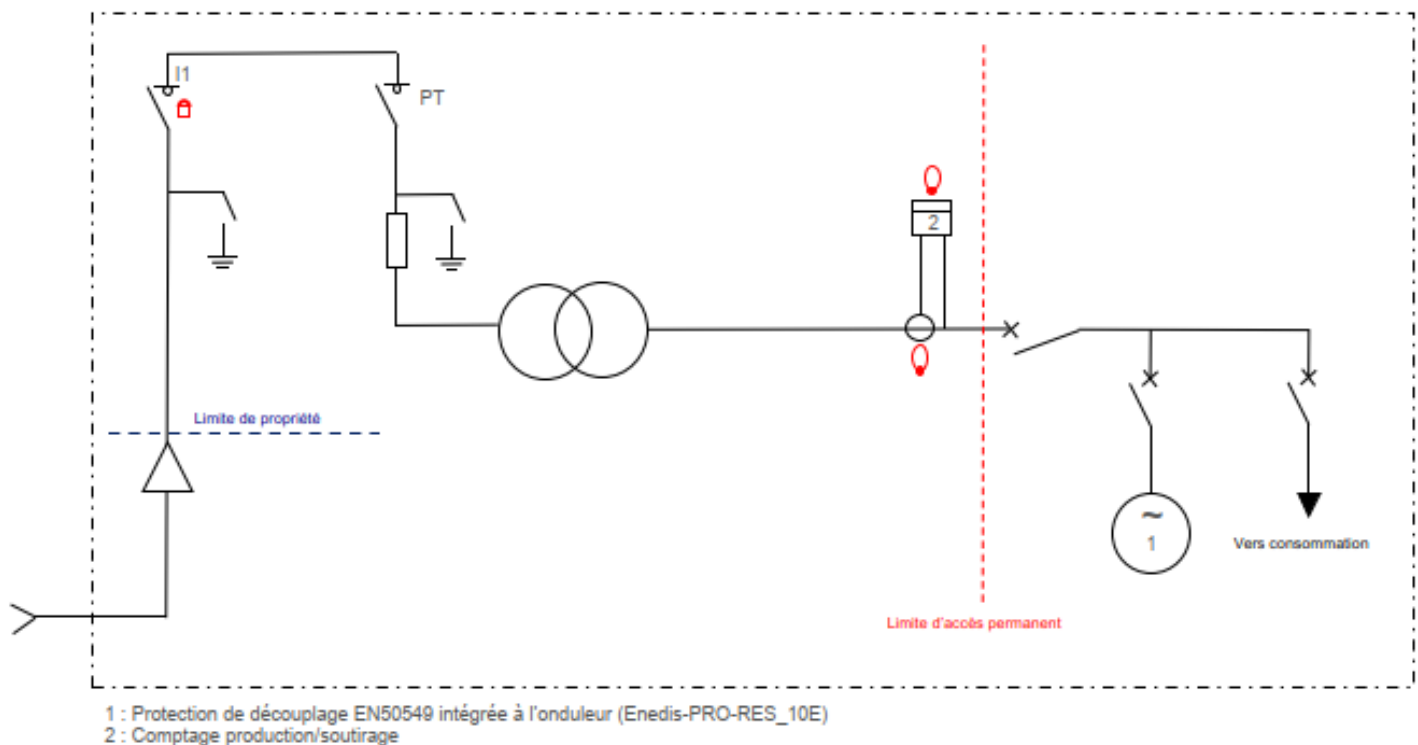 I1
PT
2
Limite de propriété
~
1
Vers consommation
Limite d'accès permanent
1 : Protection de découplage EN50549 intégrée à l'onduleur (Enedis-PRO-RES_10E)
2 : Comptage production/soutirage